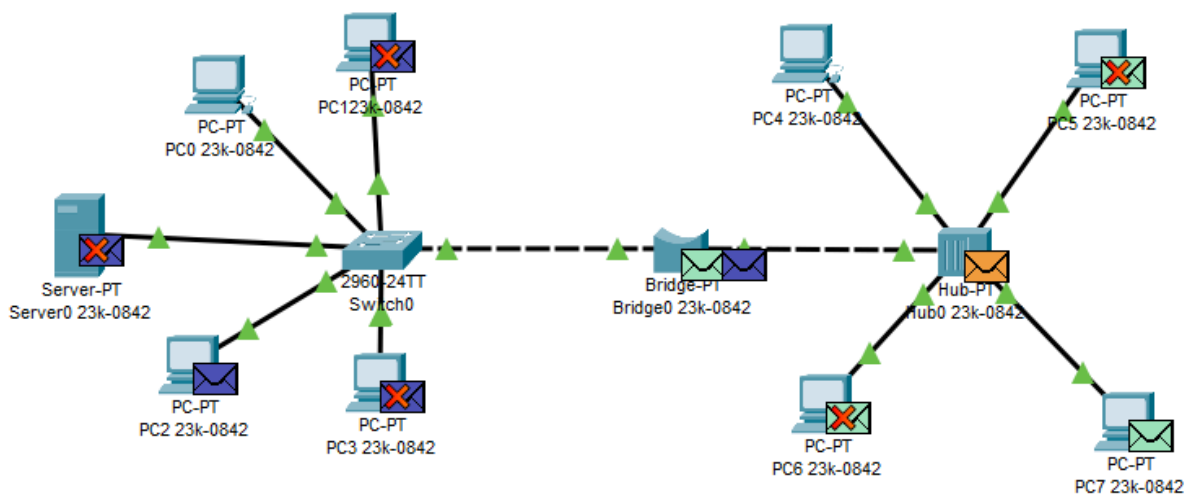 PC-PT
PC123k-0842
PC-PT
PC0 23k-0842
PC-PT
PC4 23k-0842
PC-PT
PC5 23k-0842
Server-PT
Server0 23k-0842
2960-24TT
Switch0
Bridge-PT
Bridge0 23k-0842
Hub-PT
Hub0 23k-0842
PC-PT
PC2 23k-0842
PC-PT
PC3 23k-0842
PC-PT
PC6 23k-0842
PC-PT
PC7 23k-0842